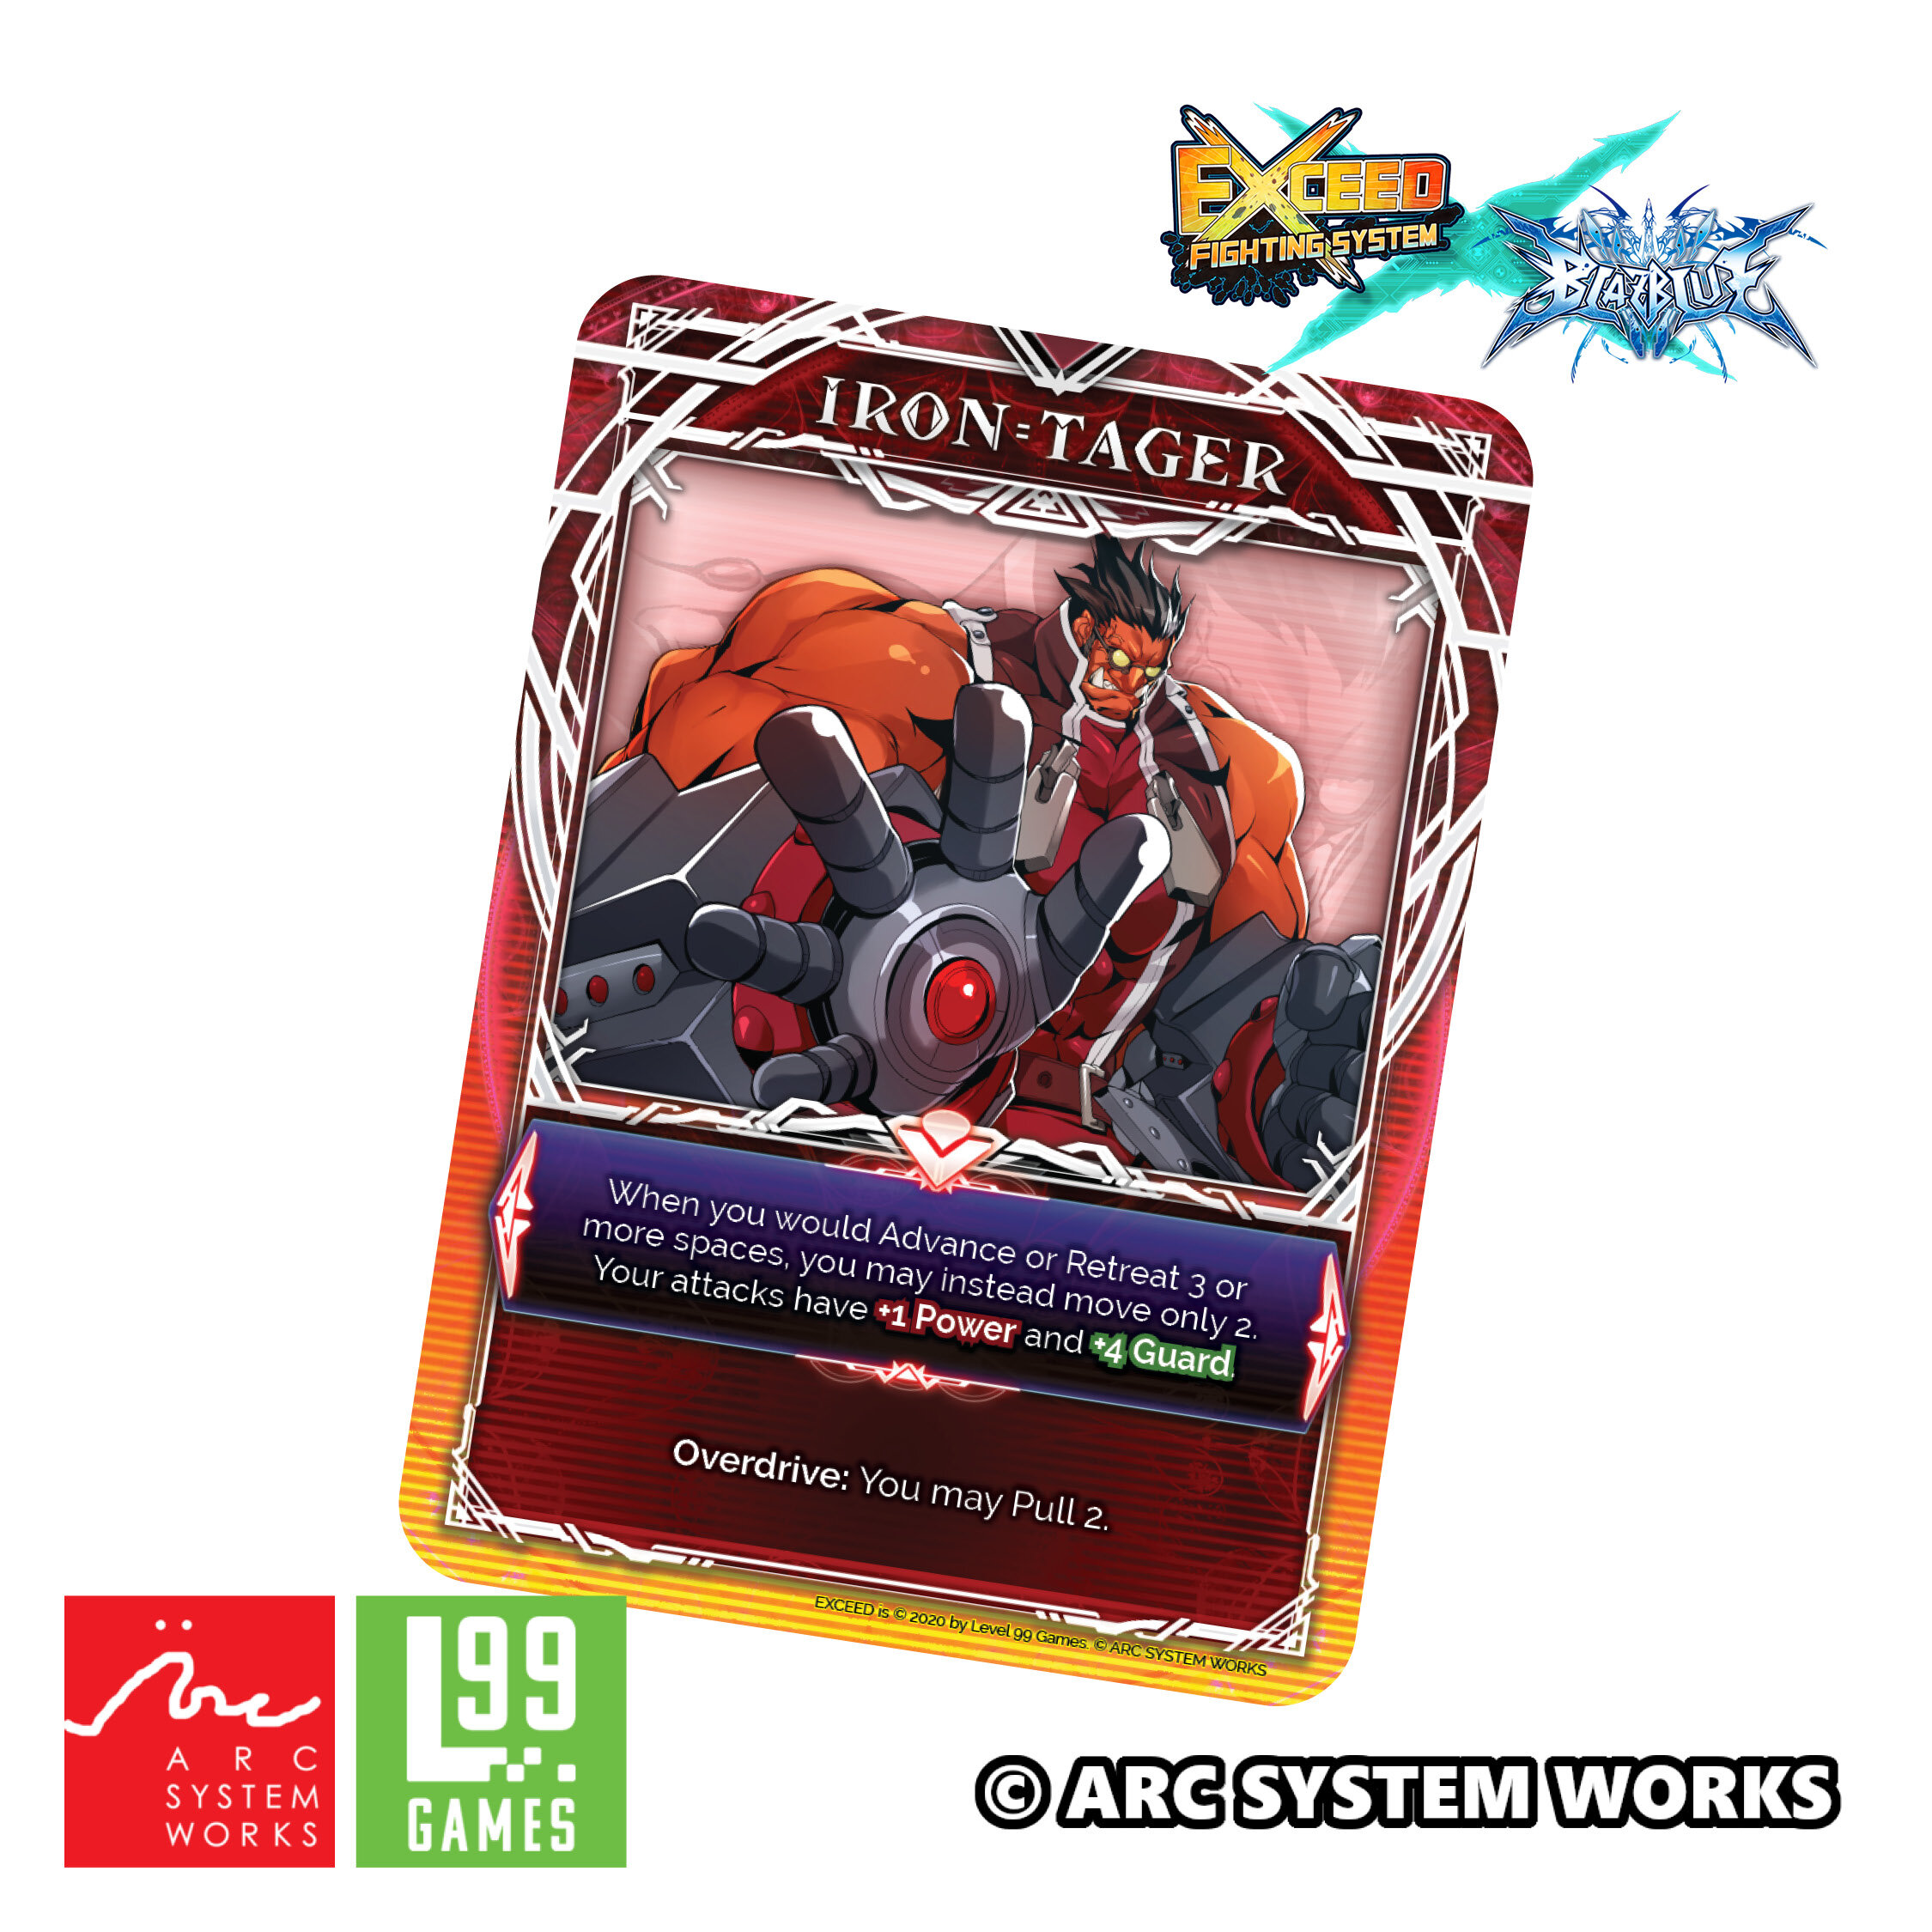 EXCEED
FIGHTING SYSTEM
BLAZBLUE
IRON=TAGER
When you would Advance or Retreat 3 or
more spaces, you may instead move only 2.
Your attacks have +1 Power and +4 Guard.
Overdrive: You may Pull 2.
EXCEED is © 2020 by Level 99 Games. © ARC SYSTEM WORKS
Arc
ARC
SYSTEM
WORKS
L99
GAMES
© ARC SYSTEM WORKS